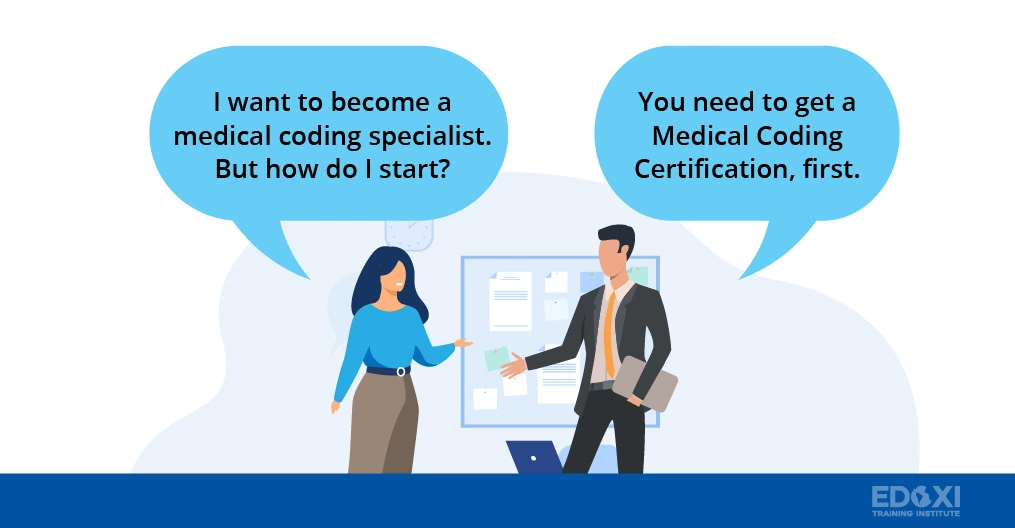 I want to become a
medical coding specialist.
But how do I start?
You need to get a
Medical Coding
Certification, first.
EDOXI
TRAINING INSTITUTE